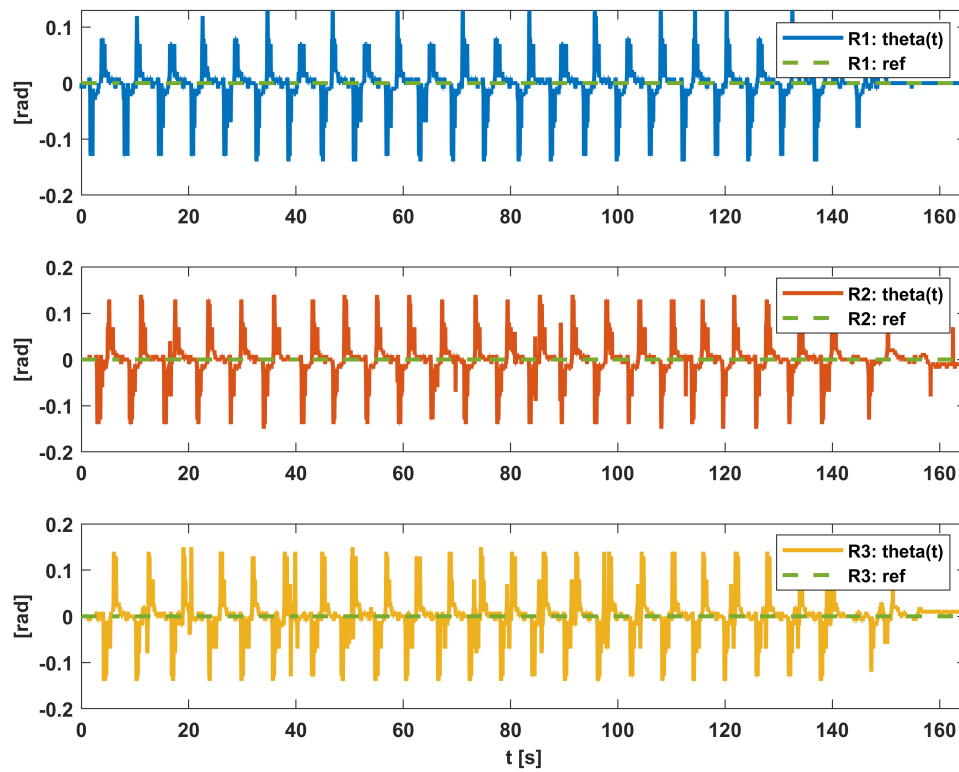 0.1
R1: theta(t)
R1: ref
0
-0.1
-0.2
[rad]
0 20 40 60 80 100 120 140 160
0.2
R2: theta(t)
0.1
R2: ref
0
-0.1
-0.2
[rad]
0 20 40 60 80 100 120 140 160
0.2
R3: theta(t)
0.1
R3: ref
0
-0.1
-0.2
[rad]
0 20 40 60 80 100 120 140 160
t [s]